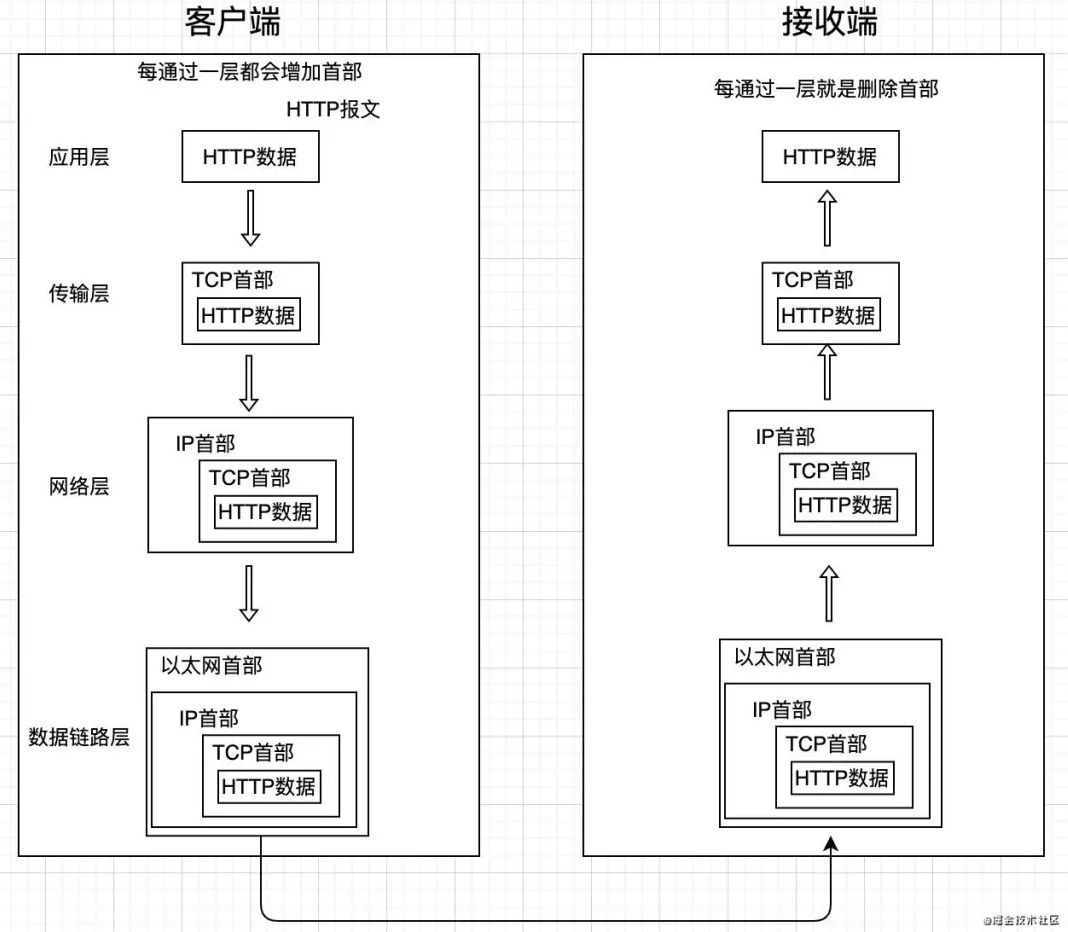 客户端
每通过一层都会增加首部
HTTP报文
应用层
HTTP数据
传输层
TCP首部
HTTP数据
网络层
IP首部
TCP首部
HTTP数据
数据链路层
以太网首部
IP首部
TCP首部
HTTP数据
接收端
每通过一层就是删除首部
HTTP数据
TCP首部
HTTP数据
IP首部
TCP首部
HTTP数据
以太网首部
IP首部
TCP首部
HTTP数据
@掘金技术社区